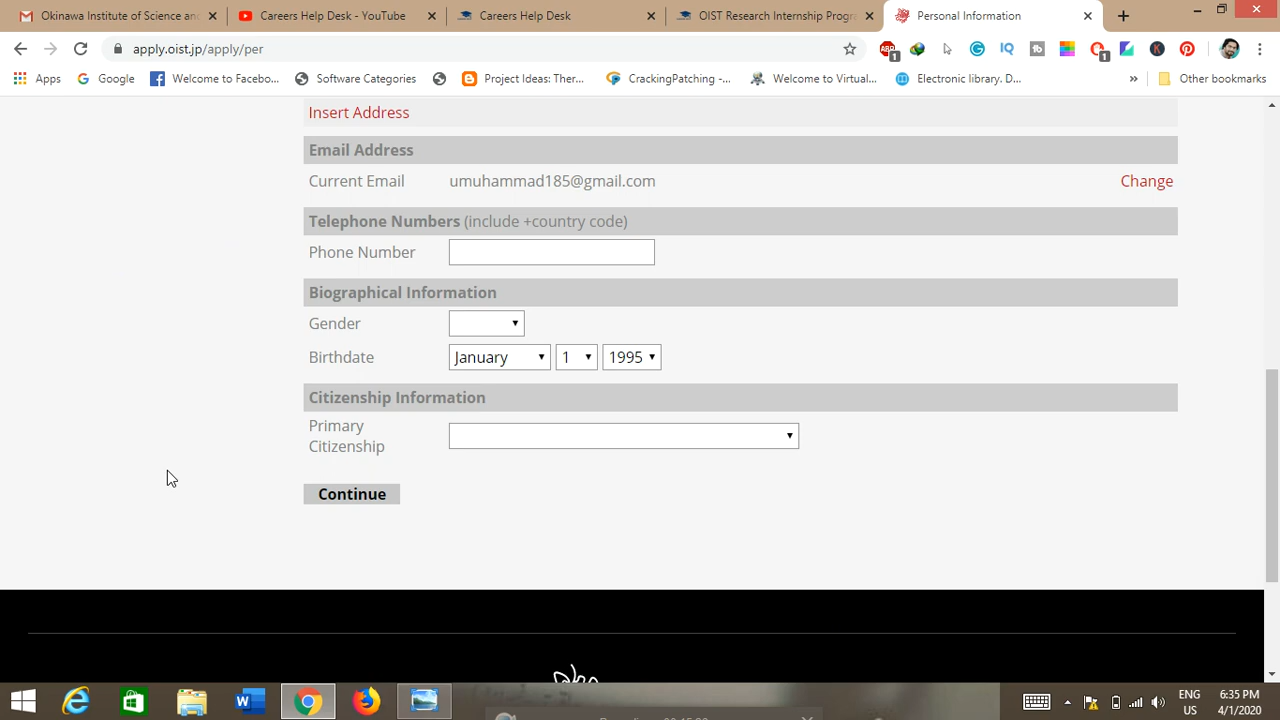 Okinawa Institute of Science and
Careers Help Desk - YouTube
Careers Help Desk
OIST Research Internship Progr
Personal Information
apply.oist.jp/apply/per
Apps
Google
Welcome to Facebo...
Software Categories
Project Ideas: Ther...
CrackingPatching -...
Welcome to Virtual...
Electronic library. D...
»
Other bookmarks
Insert Address
Email Address
Current Email umuhammad185@gmail.com Change
Telephone Numbers (include +country code)
Phone Number
Biographical Information
Gender
Birthdate January 1 1995
Citizenship Information
Primary
Citizenship
Continue
ENG 6:35 PM
US 4/1/2020